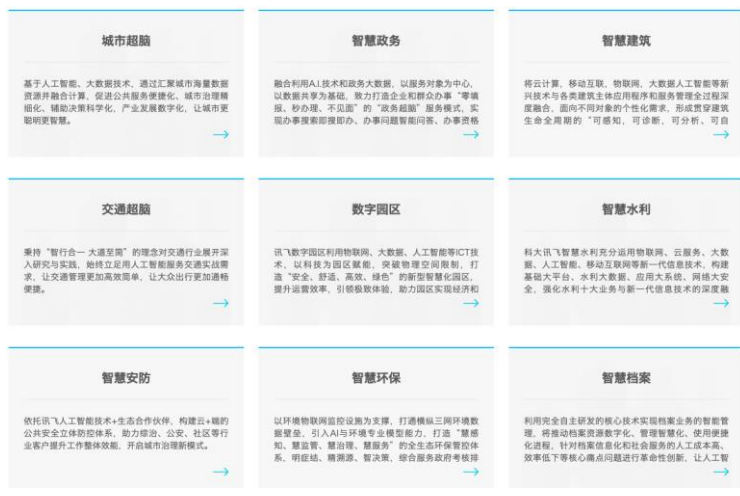 城市超脑
基于人工智能、大数据技术，通过汇聚城市海量数据
资源并融合计算，促进公共服务便捷化、城市治理精
细化、辅助决策科学化、产业发展数字化，让城市更
聪明更智慧。
智慧政务
融合利用A.I.技术和政务大数据，以服务对象为中心，
以数据共享为基础，致力打造企业和群众办事“零填
报、秒办理、不见面”的“政务超脑”服务模式，实
现办事搜索即搜即办、办事问题智能问答、办事资格
智慧建筑
将云计算，移动互联，物联网，大数据人工智能等新
兴技术与各类建筑主体应用程序和服务管理全过程深
度融合，面向不同对象的个性化需求，形成贯穿建筑
生命全周期的“可感知，可诊断，可分析、可自
交通超脑
秉持“智行合一 大道至简”的理念对交通行业展开深
入研究与实践，始终立足用人工智能服务交通实战需
求，让交通管理更加高效简单，让大众出行更加通畅
便捷。
数字园区
讯飞数字园区利用物联网、大数据、人工智能等ICT技
术，以科技为园区赋能，突破物理空间限制，打
造“安全、舒适、高效、绿色”的新型智慧化园区，
提升运营效率，引领极致体验，助力园区实现经济和
智慧水利
科大讯飞智慧水利充分运用物联网、云服务、大数
据、人工智能、移动互联网等新一代信息技术，构建
基础大平台、水利大数据、应用大系统、网络大安
全，强化水利十大业务与新一代信息技术的深度融
智慧安防
依托讯飞人工智能技术+生态合作伙伴，构建云+端的
公共安全立体防控体系，助力综治、公安、社区等行
业客户提升工作整体效能，开启城市治理新模式。
智慧环保
以环境物联网监控设施为支撑，打通横纵三网环境数
据壁垒，引入AI与环境专业模型能力，打造“慧感
知、慧监管、慧治理、慧服务”的全生态环保管控体
系，明症结、精溯源、智决策，综合服务政府考核排
智慧档案
利用完全自主研发的核心技术实现档案业务的智能管
理，将推动档案资源数字化、管理智慧化、使用便捷
化进程，针对档案信息化和社会服务的人工成本高、
效率低下等核心痛点问题进行革命性创新，让人工智